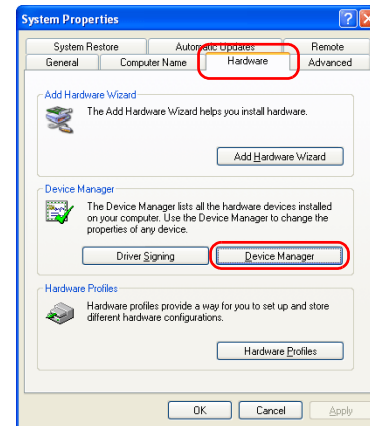 System Properties
System Restore Automatic Updates Remote
General Computer Name Hardware Advanced
Add Hardware Wizard
The Add Hardware Wizard helps you install hardware.
Add Hardware Wizard
Device Manager
The Device Manager lists all the hardware devices installed
on your computer. Use the Device Manager to change the
properties of any device.
Driver Signing Device Manager
Hardware Profiles
Hardware profiles provide a way for you to set up and store
different hardware configurations.
Hardware Profiles
OK Cancel Apply